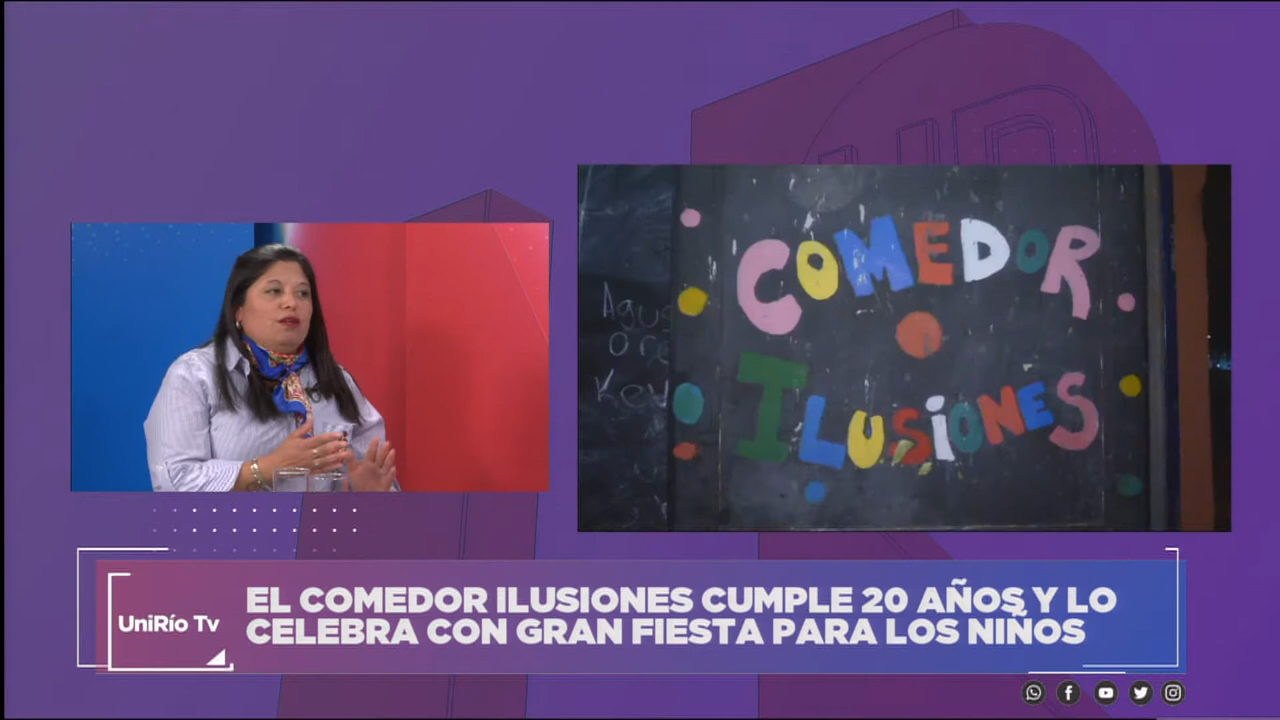 COMEDOR
ILUSIONES
UniRío Tv
EL COMEDOR ILUSIONES CUMPLE 20 AÑOS Y LO
CELEBRA CON GRAN FIESTA PARA LOS NIÑOS